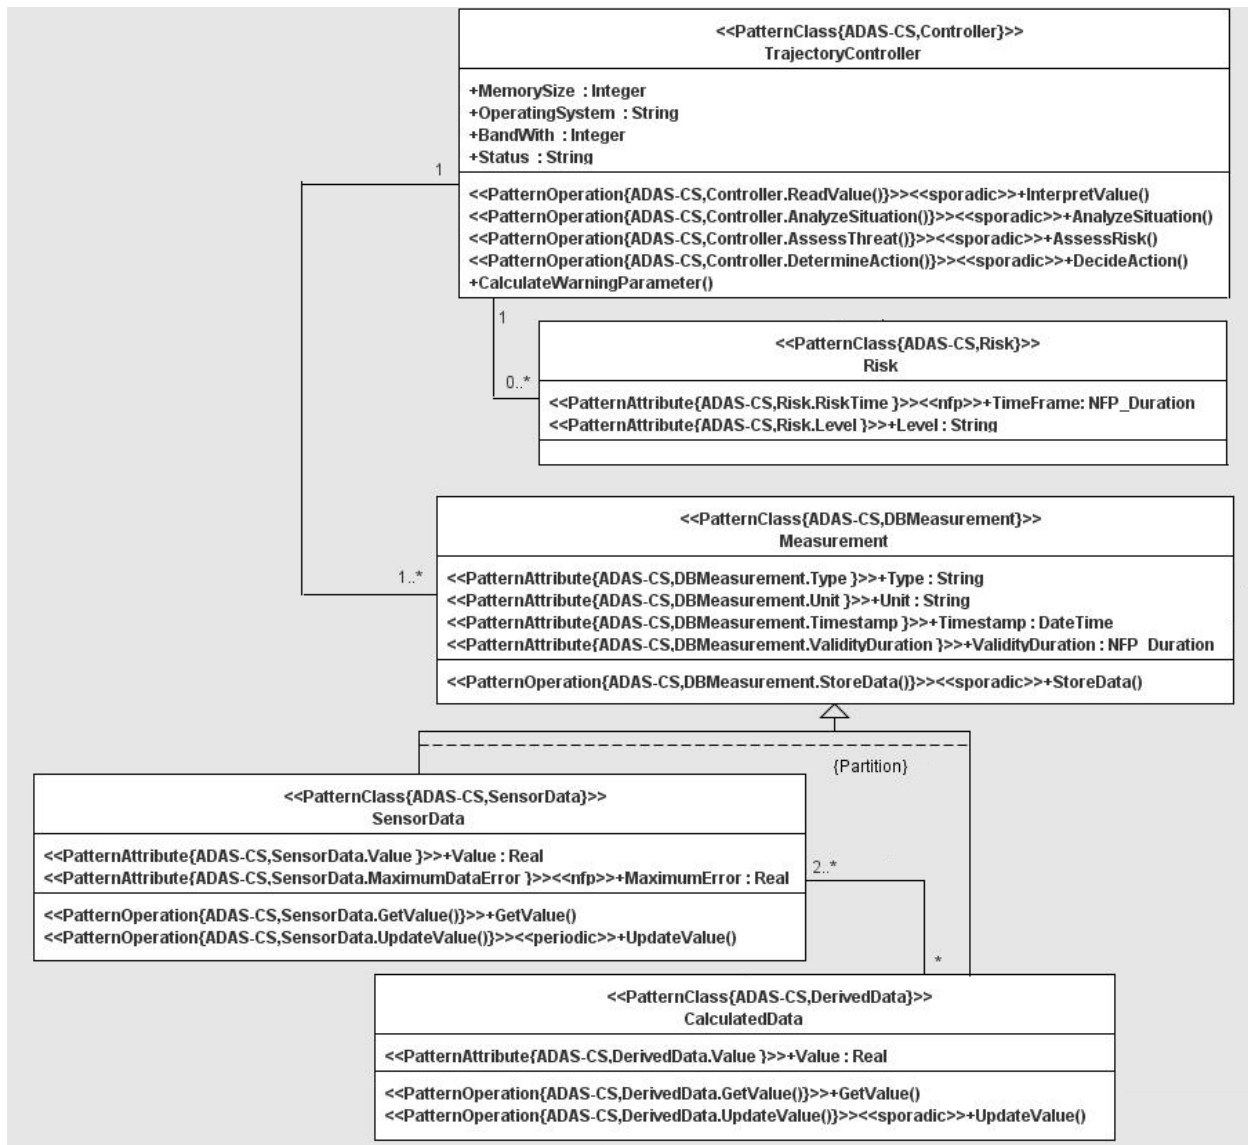 <<PatternClass{ADAS-CS,Controller}>>
TrajectoryController
+MemorySize : Integer
+OperatingSystem : String
+BandWith : Integer
+Status : String
1
<<PatternOperation{ADAS-CS,Controller.ReadValue()}>><<sporadic>>+InterpretValue()
<<PatternOperation{ADAS-CS,Controller.AnalyzeSituation()}>><<sporadic>>+AnalyzeSituation()
<<PatternOperation{ADAS-CS,Controller.AssessThreat()}>><<sporadic>>+AssessRisk()
<<PatternOperation{ADAS-CS,Controller.DetermineAction()}>><<sporadic>>+DecideAction()
+CalculateWarningParameter()
1
0..*
<<PatternClass{ADAS-CS,Risk}>>
Risk
<<PatternAttribute{ADAS-CS,Risk.RiskTime }>><<nfp>>+TimeFrame: NFP_Duration
<<PatternAttribute{ADAS-CS,Risk.Level }>>+Level : String
<<PatternClass{ADAS-CS,DBMeasurement}>>
Measurement
1..*
<<PatternAttribute{ADAS-CS,DBMeasurement.Type }>>+Type : String
<<PatternAttribute{ADAS-CS,DBMeasurement.Unit }>>+Unit : String
<<PatternAttribute{ADAS-CS,DBMeasurement.Timestamp }>>+Timestamp : DateTime
<<PatternAttribute{ADAS-CS,DBMeasurement.ValidityDuration }>>+ValidityDuration : NFP_Duration
<<PatternOperation{ADAS-CS,DBMeasurement.StoreData()}>><<sporadic>>+StoreData()
{Partition}
<<PatternClass{ADAS-CS,SensorData}>>
SensorData
<<PatternAttribute{ADAS-CS,SensorData.Value }>>+Value : Real
<<PatternAttribute{ADAS-CS,SensorData.MaximumDataError }>><<nfp>>+MaximumError : Real
<<PatternOperation{ADAS-CS,SensorData.GetValue()}>>+GetValue()
<<PatternOperation{ADAS-CS,SensorData.UpdateValue()}>><<periodic>>+UpdateValue()
2..*
*
<<PatternClass{ADAS-CS,DerivedData}>>
CalculatedData
<<PatternAttribute{ADAS-CS,DerivedData.Value }>>+Value : Real
<<PatternOperation{ADAS-CS,DerivedData.GetValue()}>>+GetValue()
<<PatternOperation{ADAS-CS,DerivedData.UpdateValue()}>><<sporadic>>+UpdateValue()